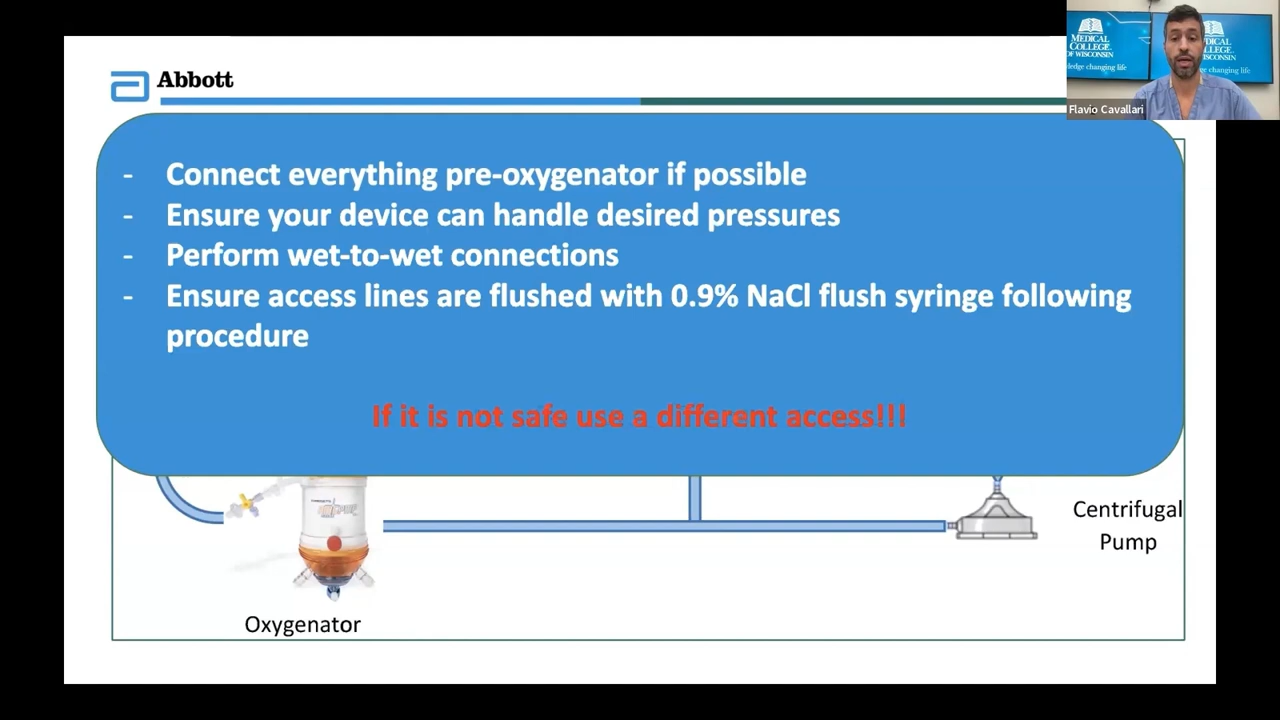 Abbott
MEDICAL
COLLEGE
OF WISCONSIN
changing life
Flavio Cavallari
- Connect everything pre-oxygenator if possible
- Ensure your device can handle desired pressures
- Perform wet-to-wet connections
- Ensure access lines are flushed with 0.9% NaCl flush syringe following
procedure
If it is not safe use a different access!!!
Centrifugal
Pump
Oxygenator